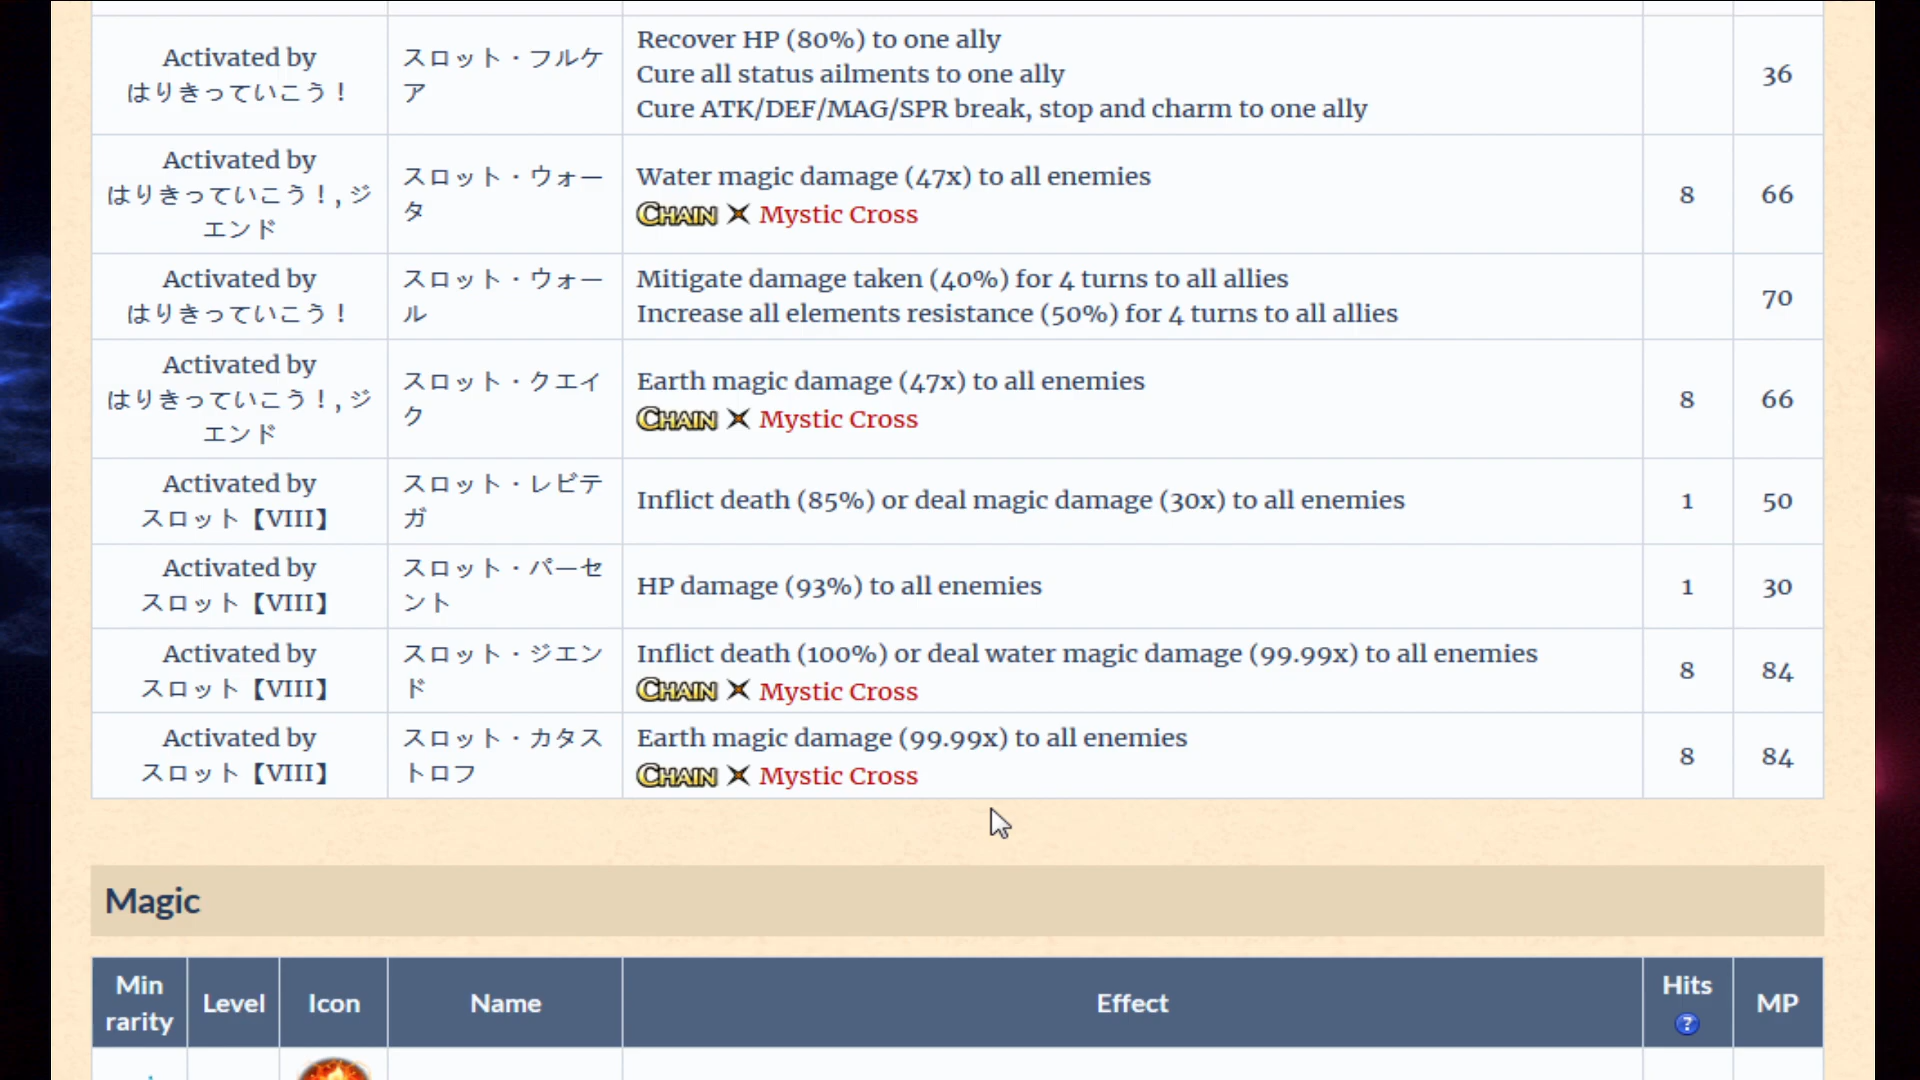 Activated by
はりきっていこう！
スロット・フルケ
ア
Recover HP (80%) to one ally
Cure all status ailments to one ally
Cure ATK/DEF/MAG/SPR break, stop and charm to one ally
36
Activated by
はりきっていこう！, ジ
エンド
スロット・ウォー
タ
Water magic damage (47x) to all enemies
CHAIN Mystic Cross
8
66
Activated by
はりきっていこう！
スロット・ウォー
ル
Mitigate damage taken (40%) for 4 turns to all allies
Increase all elements resistance (50%) for 4 turns to all allies
70
Activated by
はりきっていこう！, ジ
エンド
スロット・クエイ
ク
Earth magic damage (47x) to all enemies
CHAIN Mystic Cross
8
66
Activated by
スロット【VIII】
スロット・レビテ
ガ
Inflict death (85%) or deal magic damage (30x) to all enemies
1
50
Activated by
スロット【VIII】
スロット・パーセ
ント
HP damage (93%) to all enemies
1
30
Activated by
スロット【VIII】
スロット・ジエン
ド
Inflict death (100%) or deal water magic damage (99.99x) to all enemies
CHAIN Mystic Cross
8
84
Activated by
スロット【VIII】
スロット・カタス
トロフ
Earth magic damage (99.99x) to all enemies
CHAIN Mystic Cross
8
84
Magic
Min
rarity
Level
Icon
Name
Effect
Hits
?
MP